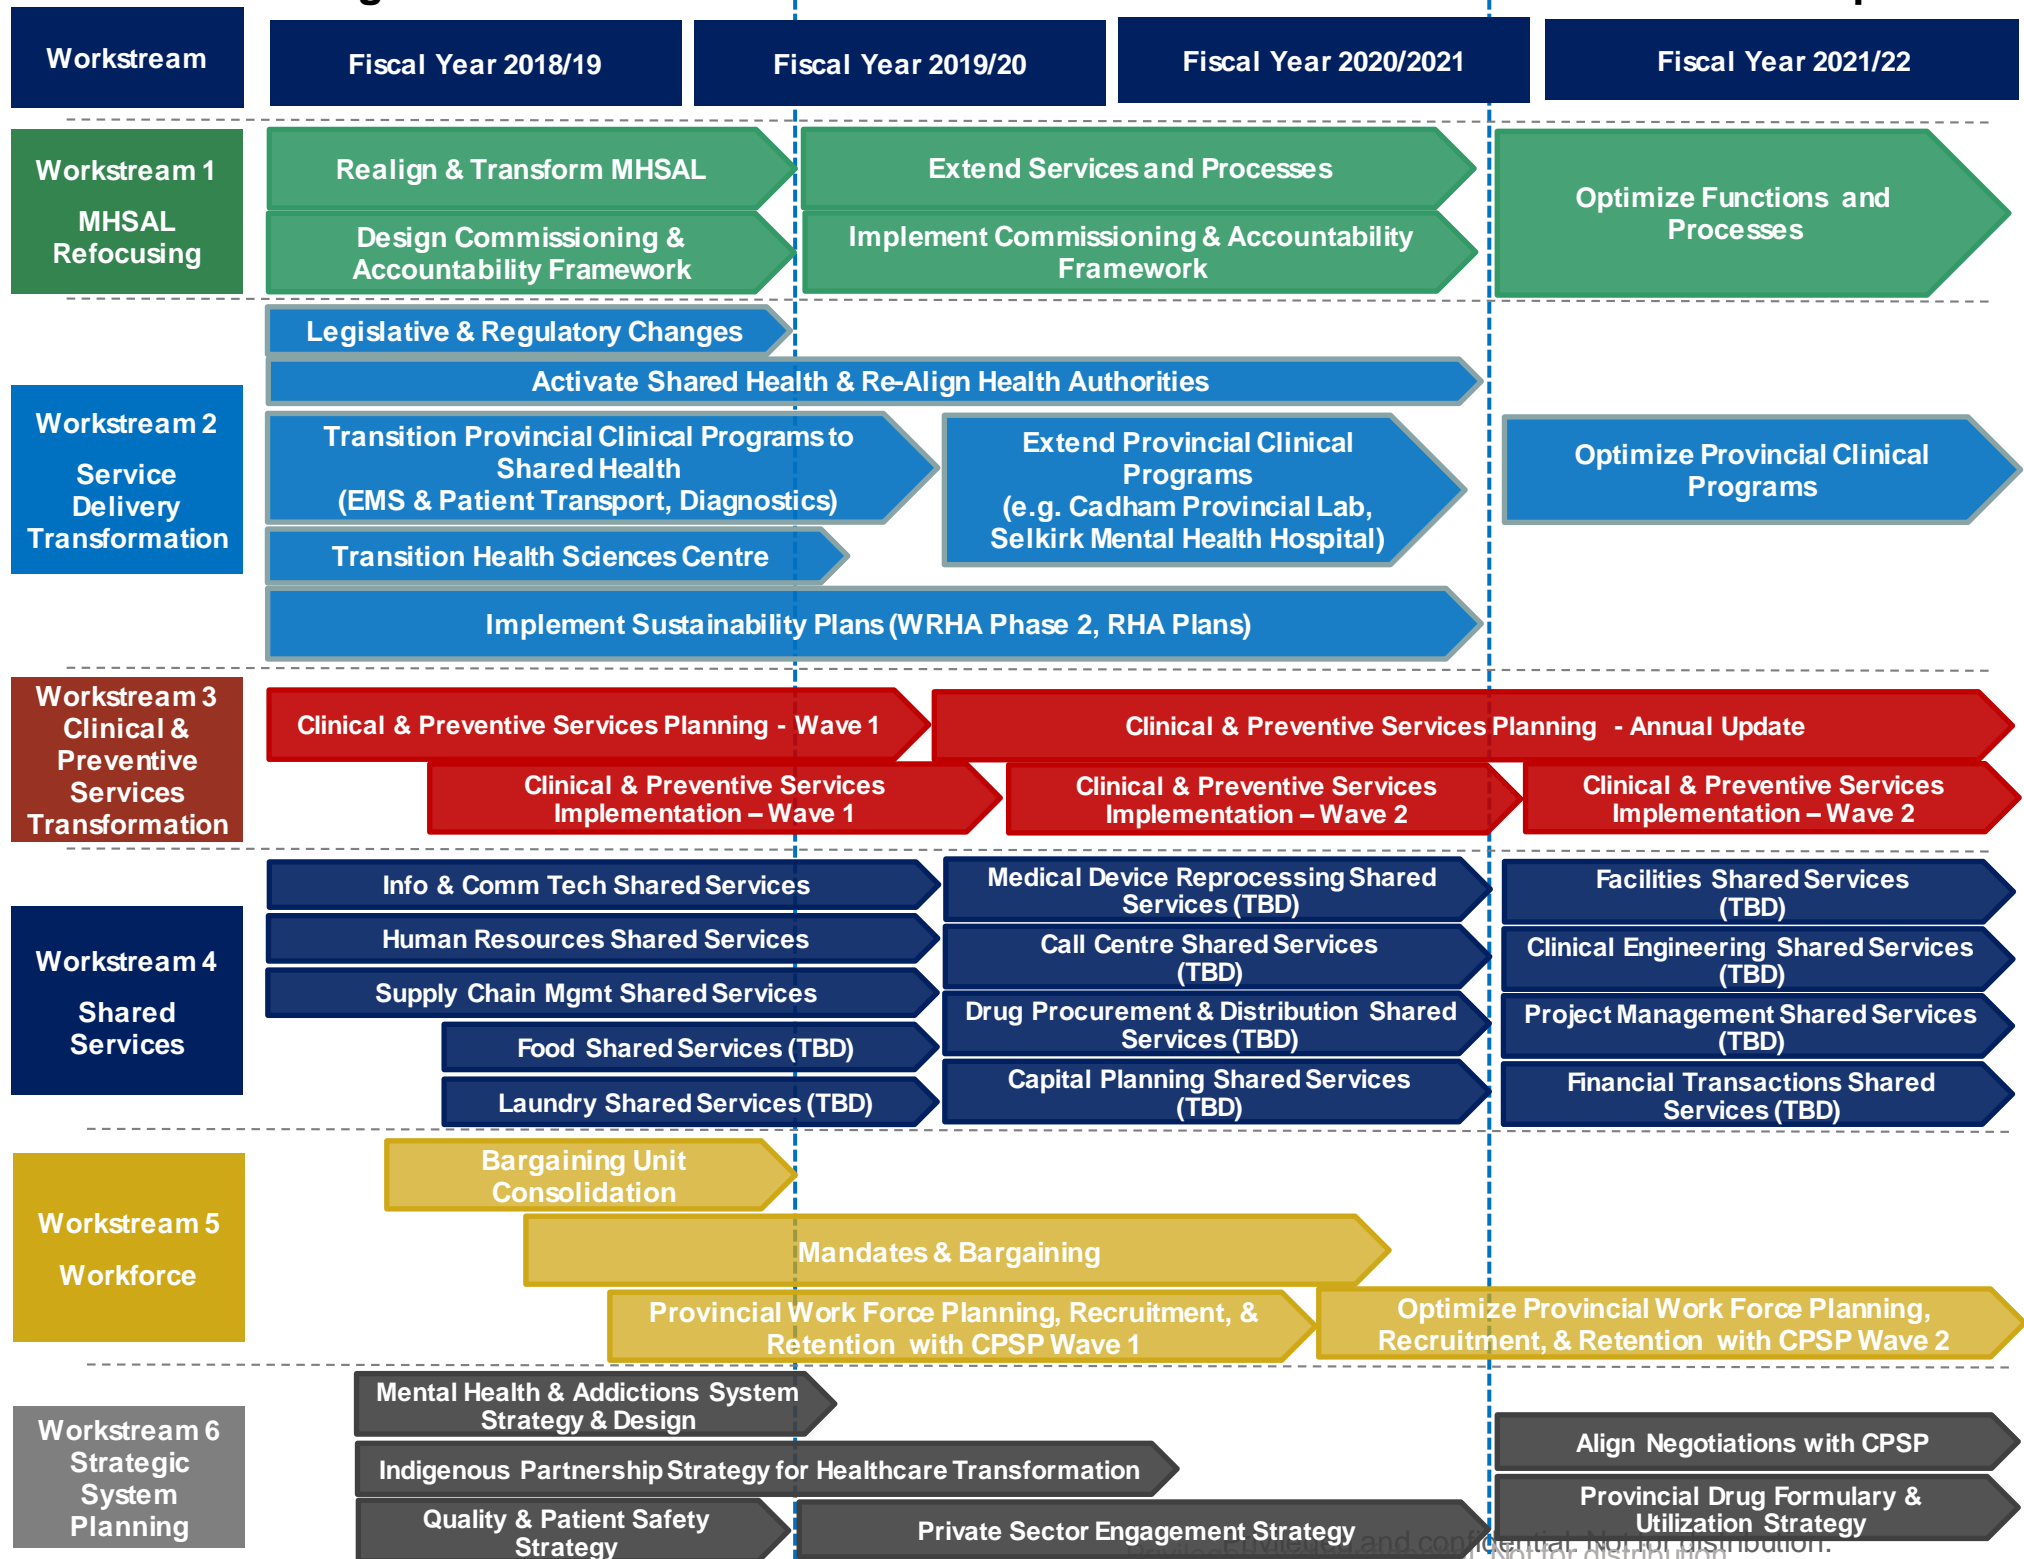 Workstream
Fiscal Year 2018/19
Fiscal Year 2019/20
Fiscal Year 2020/2021
Fiscal Year 2021/22
Workstream 1
MHSAL
Refocusing
Realign & Transform MHSAL
Extend Services and Processes
Optimize Functions and
Processes
Design Commissioning &
Accountability Framework
Implement Commissioning & Accountability
Framework
Workstream 2
Service
Delivery
Transformation
Legislative & Regulatory Changes
Activate Shared Health & Re-Align Health Authorities
Transition Provincial Clinical Programs to
Shared Health
(EMS & Patient Transport, Diagnostics)
Extend Provincial Clinical
Programs
(e.g. Cadham Provincial Lab,
Selkirk Mental Health Hospital)
Optimize Provincial Clinical
Programs
Transition Health Sciences Centre
Implement Sustainability Plans (WRHA Phase 2, RHA Plans)
Workstream 3
Clinical &
Preventive
Services
Transformation
Clinical & Preventive Services Planning - Wave 1
Clinical & Preventive Services Planning - Annual Update
Clinical & Preventive Services
Implementation – Wave 1
Clinical & Preventive Services
Implementation – Wave 2
Clinical & Preventive Services
Implementation – Wave 2
Workstream 4
Shared
Services
Info & Comm Tech Shared Services
Human Resources Shared Services
Supply Chain Mgmt Shared Services
Food Shared Services (TBD)
Laundry Shared Services (TBD)
Medical Device Reprocessing Shared
Services (TBD)
Call Centre Shared Services
(TBD)
Drug Procurement & Distribution Shared
Services (TBD)
Capital Planning Shared Services
(TBD)
Facilities Shared Services
(TBD)
Clinical Engineering Shared Services
(TBD)
Project Management Shared Services
(TBD)
Financial Transactions Shared
Services (TBD)
Workstream 5
Workforce
Bargaining Unit
Consolidation
Mandates & Bargaining
Provincial Work Force Planning, Recruitment, &
Retention with CPSP Wave 1
Optimize Provincial Work Force Planning,
Recruitment, & Retention with CPSP Wave 2
Workstream 6
Strategic
System
Planning
Mental Health & Addictions System
Strategy & Design
Indigenous Partnership Strategy for Healthcare Transformation
Quality & Patient Safety
Strategy
Private Sector Engagement Strategy
Align Negotiations with CPSP
Provincial Drug Formulary &
Utilization Strategy
Privileged and confidential. Not for distribution.